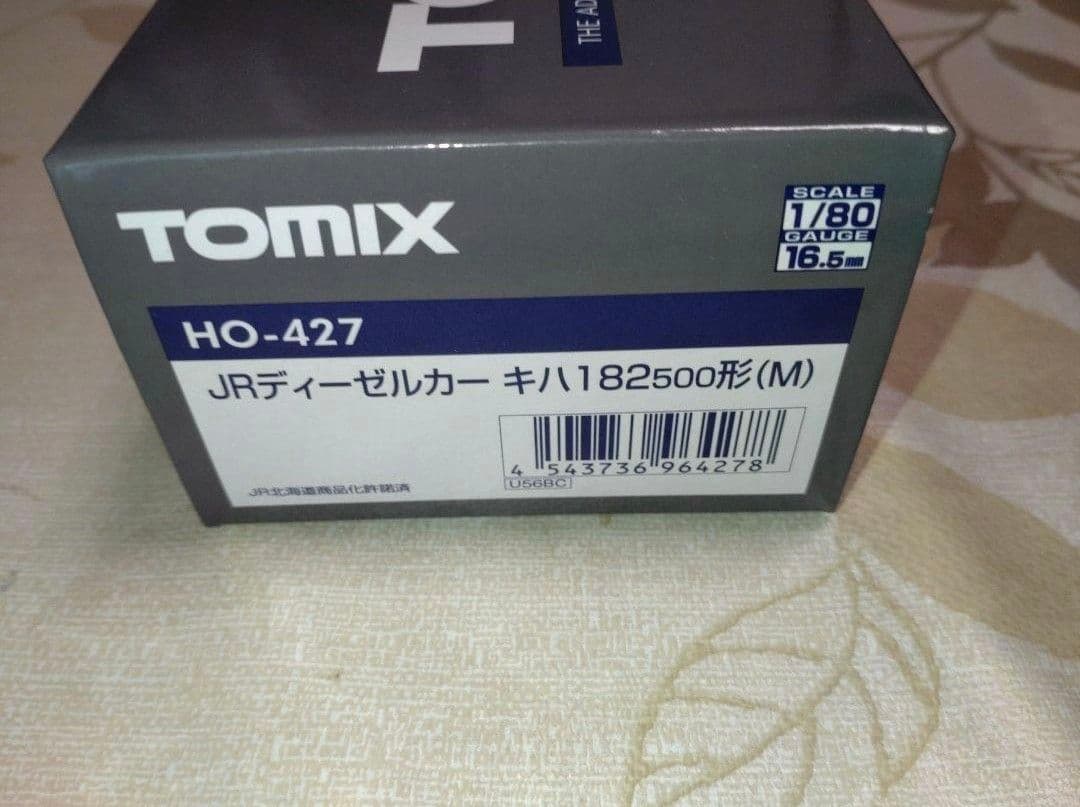 THE AD
TOMIX
SCALE
1/80
GAUGE
16.5mm
HO-427
JRディーゼルカー キハ182500形(M)
4 543736 964278
U56BC
JR北海道商品化許諾済